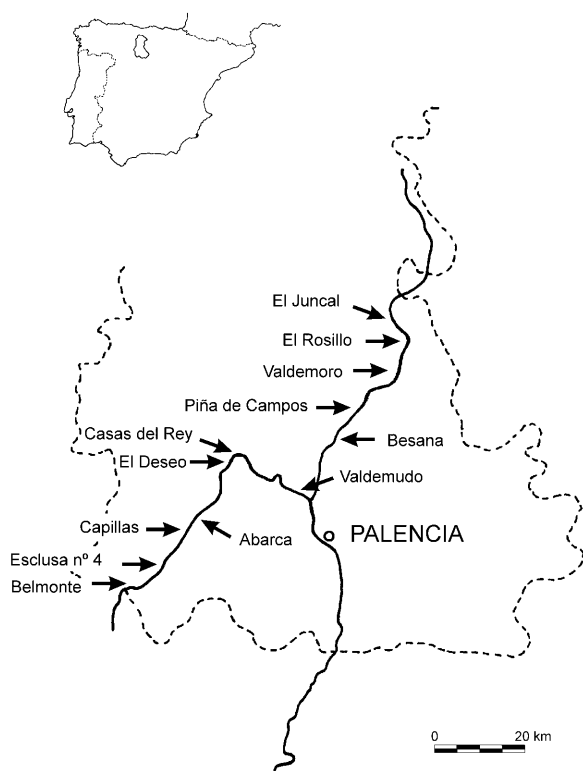 El Juncal
El Rosillo
Valdemoro
Piña de Campos
Casas del Rey
Besana
El Deseo
Valdemudo
Capillas
Abarca
PALENCIA
Esclusa nº 4
Belmonte
0 20 km